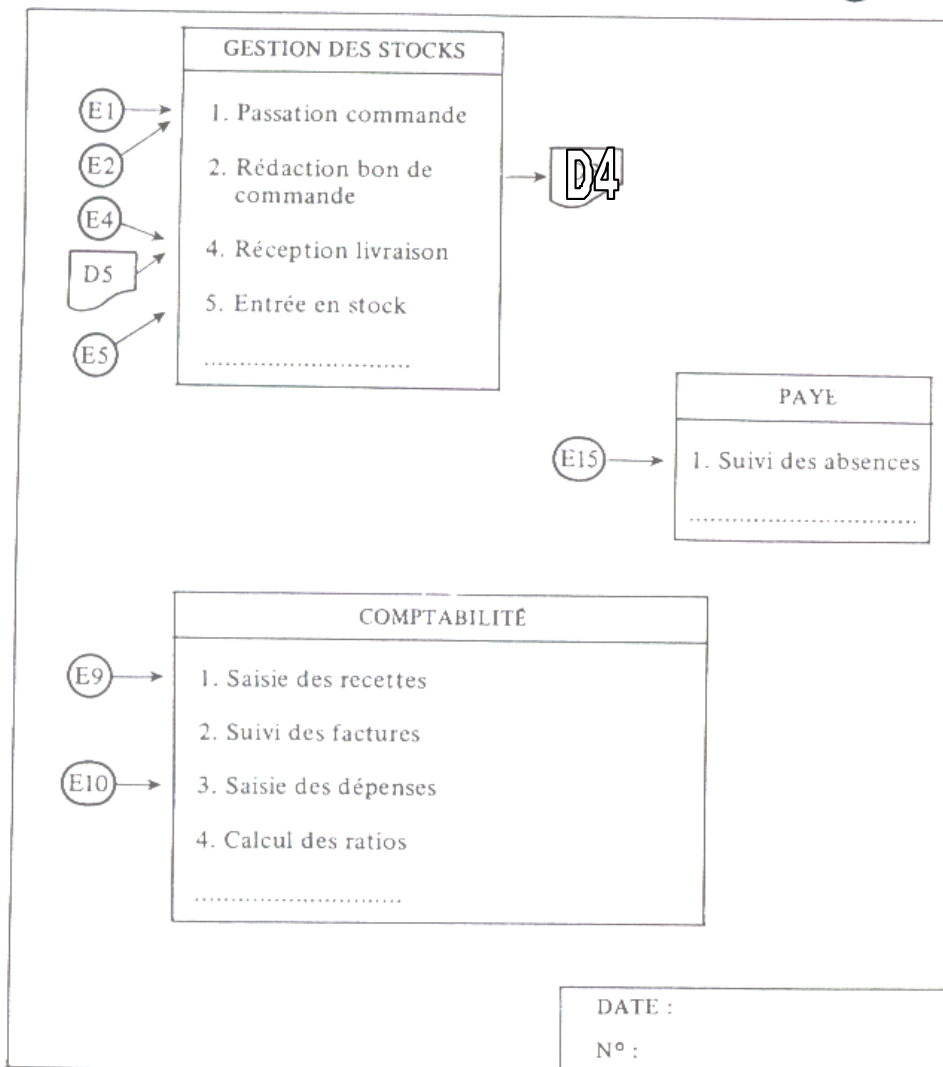 GESTION DES STOCKS
E1
1. Passation commande
E2
2. Rédaction bon de
commande
D4
E4
4. Réception livraison
D5
5. Entrée en stock
E5
.............................
PAYE
E15
1. Suivi des absences
...............................
COMPTABILITÉ
E9
1. Saisie des recettes
2. Suivi des factures
E10
3. Saisie des dépenses
4. Calcul des ratios
.............................
DATE :
N° :